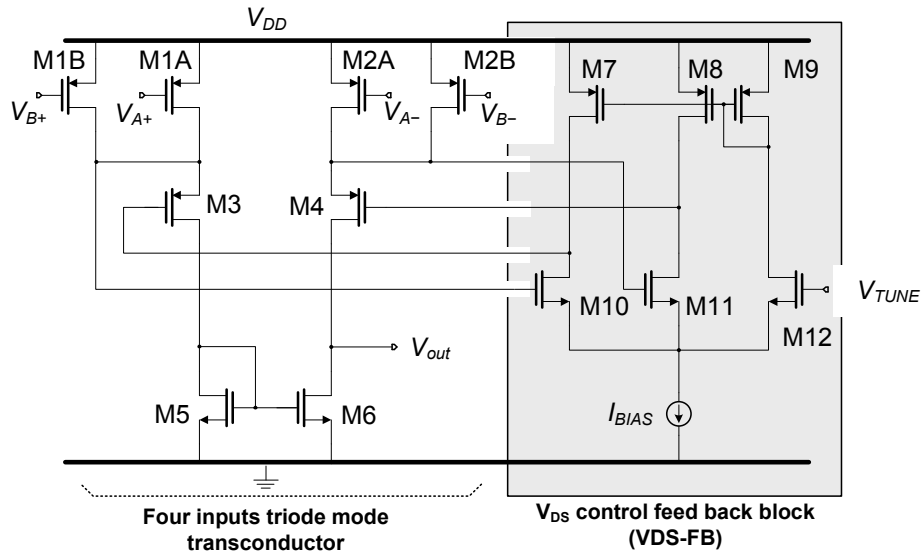 V_DD
M1B
M1A
M2A
M2B
M7
M8
M9
V_B+
V_A+
V_A−
V_B−
M3
M4
M10
M11
V_TUNE
M12
V_out
M5
M6
I_BIAS
Four inputs triode mode
transconductor
V_DS control feed back block
(VDS-FB)